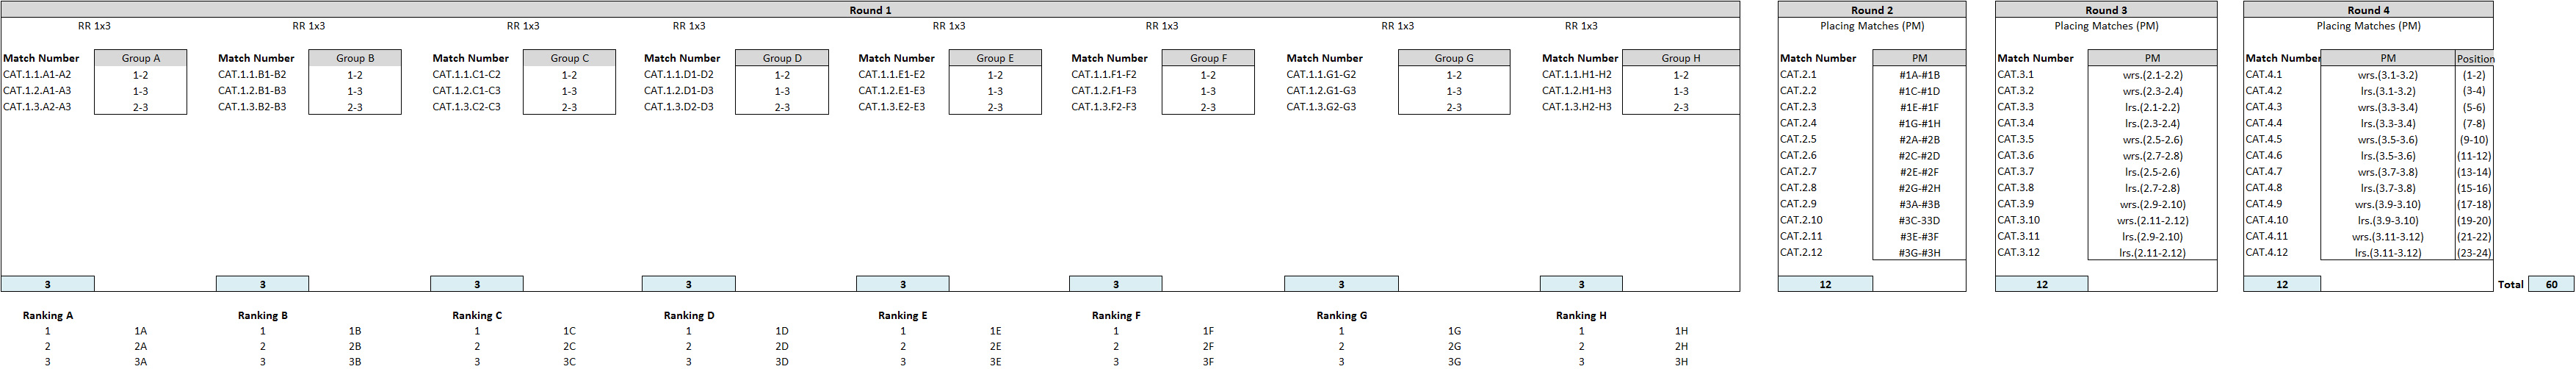 Round 1 Round 2 Round 3 Round 4
RR 1x3 RR 1x3 RR 1x3 RR 1x3 RR 1x3 RR 1x3 RR 1x3 RR 1x3 Placing Matches (PM) Placing Matches (PM) Placing Matches (PM)
Match Number Group A Match Number Group B Match Number Group C Match Number Group D Match Number Group E Match Number Group F Match Number Group G Match Number Group H Match Number PM Match Number PM Match Number PM Position
CAT.1.1.A1-A2 1-2 CAT.1.1.B1-B2 1-2 CAT.1.1.C1-C2 1-2 CAT.1.1.D1-D2 1-2 CAT.1.1.E1-E2 1-2 CAT.1.1.F1-F2 1-2 CAT.1.1.G1-G2 1-2 CAT.1.1.H1-H2 1-2 CAT.2.1 #1A-#1B CAT.3.1 wrs.(2.1-2.2) CAT.4.1 wrs.(3.1-3.2) (1-2)
CAT.1.2.A1-A3 1-3 CAT.1.2.B1-B3 1-3 CAT.1.2.C1-C3 1-3 CAT.1.2.D1-D3 1-3 CAT.1.2.E1-E3 1-3 CAT.1.2.F1-F3 1-3 CAT.1.2.G1-G3 1-3 CAT.1.2.H1-H3 1-3 CAT.2.2 #1C-#1D CAT.3.2 wrs.(2.3-2.4) CAT.4.2 lrs.(3.1-3.2) (3-4)
CAT.1.3.A2-A3 2-3 CAT.1.3.B2-B3 2-3 CAT.1.3.C2-C3 2-3 CAT.1.3.D2-D3 2-3 CAT.1.3.E2-E3 2-3 CAT.1.3.F2-F3 2-3 CAT.1.3.G2-G3 2-3 CAT.1.3.H2-H3 2-3 CAT.2.3 #1E-#1F CAT.3.3 lrs.(2.1-2.2) CAT.4.3 wrs.(3.3-3.4) (5-6)
CAT.2.4 #1G-#1H CAT.3.4 lrs.(2.3-2.4) CAT.4.4 lrs.(3.3-3.4) (7-8)
CAT.2.5 #2A-#2B CAT.3.5 wrs.(2.5-2.6) CAT.4.5 wrs.(3.5-3.6) (9-10)
CAT.2.6 #2C-#2D CAT.3.6 wrs.(2.7-2.8) CAT.4.6 lrs.(3.5-3.6) (11-12)
CAT.2.7 #2E-#2F CAT.3.7 lrs.(2.5-2.6) CAT.4.7 wrs.(3.7-3.8) (13-14)
CAT.2.8 #2G-#2H CAT.3.8 lrs.(2.7-2.8) CAT.4.8 lrs.(3.7-3.8) (15-16)
CAT.2.9 #3A-#3B CAT.3.9 wrs.(2.9-2.10) CAT.4.9 wrs.(3.9-3.10) (17-18)
CAT.2.10 #3C-33D CAT.3.10 wrs.(2.11-2.12) CAT.4.10 lrs.(3.9-3.10) (19-20)
CAT.2.11 #3E-#3F CAT.3.11 lrs.(2.9-2.10) CAT.4.11 wrs.(3.11-3.12) (21-22)
CAT.2.12 #3G-#3H CAT.3.12 lrs.(2.11-2.12) CAT.4.12 lrs.(3.11-3.12) (23-24)
3 3 3 3 3 3 3 3 12 12 12 Total 60
Ranking A Ranking B Ranking C Ranking D Ranking E Ranking F Ranking G Ranking H
1 1A 1 1B 1 1C 1 1D 1 1E 1 1F 1 1G 1 1H
2 2A 2 2B 2 2C 2 2D 2 2E 2 2F 2 2G 2 2H
3 3A 3 3B 3 3C 3 3D 3 3E 3 3F 3 3G 3 3H